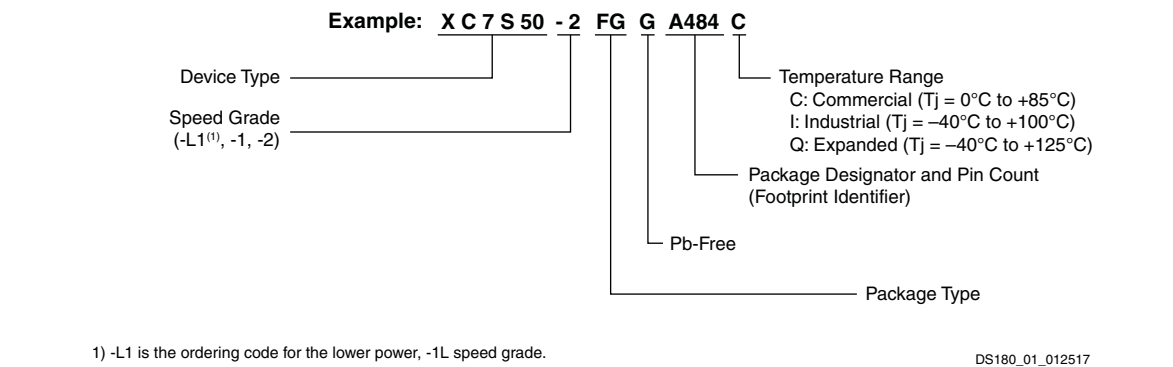 Example: X C 7 S 50 - 2 FG G A484 C
Device Type
Speed Grade
(-L1(1), -1, -2)
Temperature Range
C: Commercial (Tj = 0°C to +85°C)
I: Industrial (Tj = –40°C to +100°C)
Q: Expanded (Tj = –40°C to +125°C)
Package Designator and Pin Count
(Footprint Identifier)
Pb-Free
Package Type
1) -L1 is the ordering code for the lower power, -1L speed grade.
DS180_01_012517